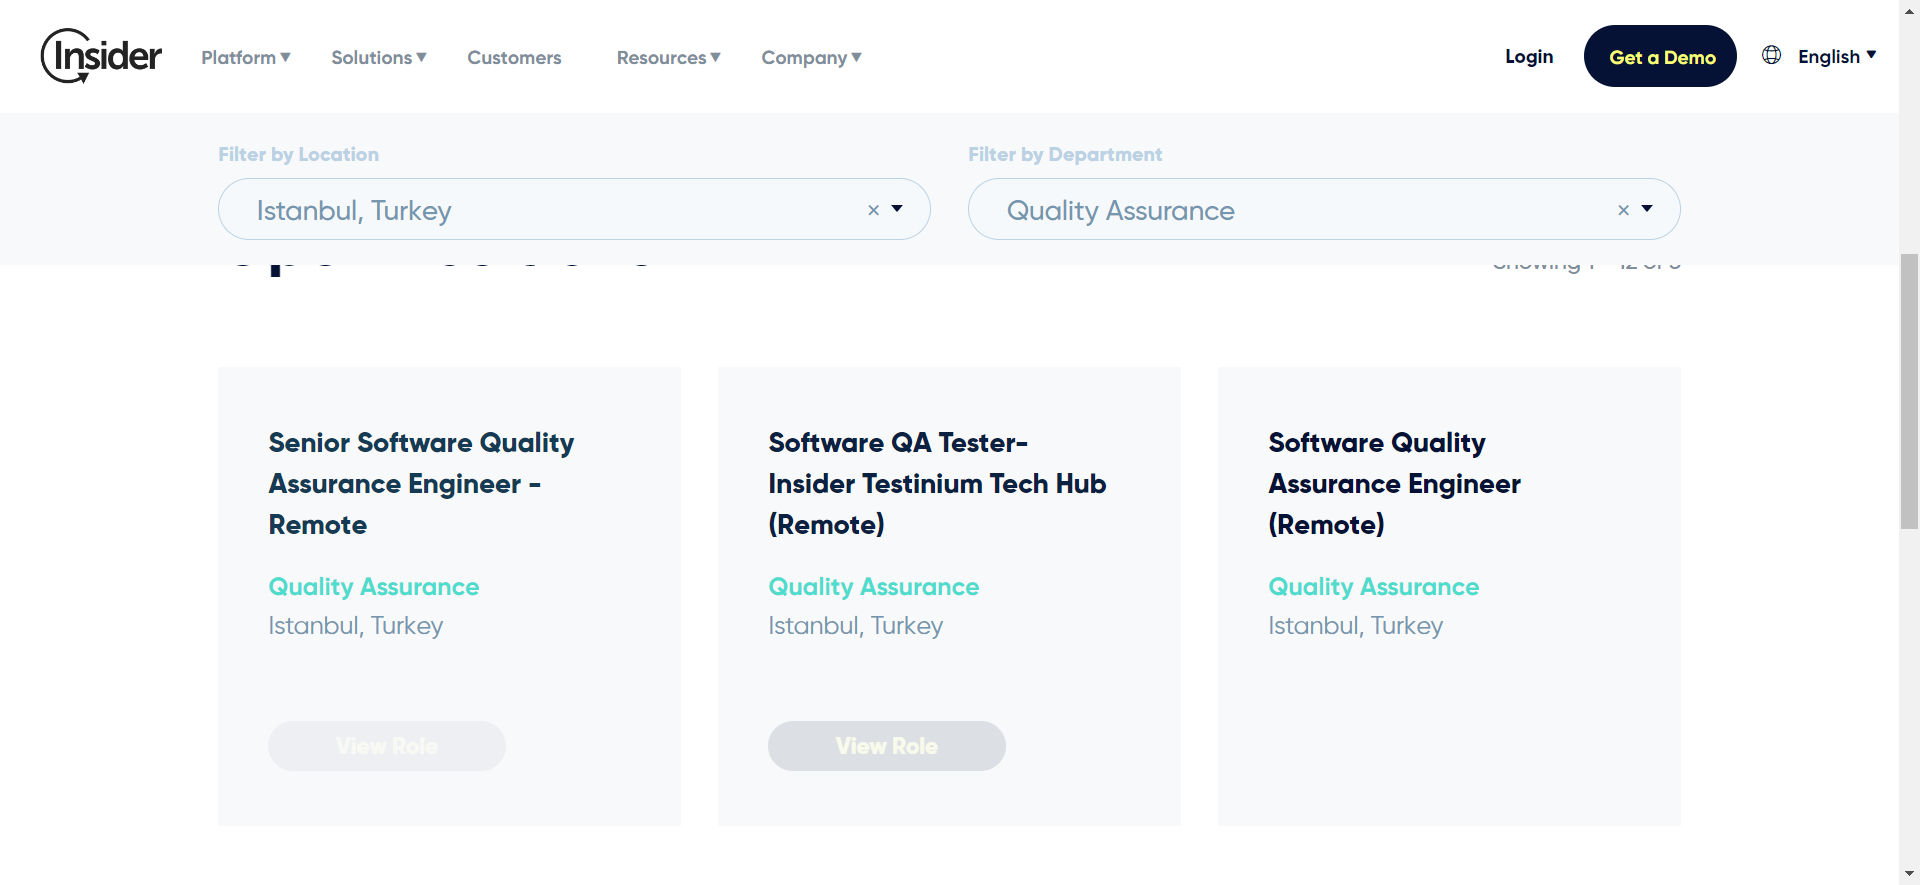 Insider
Platform ▾ Solutions ▾ Customers Resources ▾ Company ▾ Login Get a Demo English ▾
Filter by Location
Istanbul, Turkey ×
Filter by Department
Quality Assurance ×
Senior Software Quality
Assurance Engineer -
Remote
Quality Assurance
Istanbul, Turkey
View Role
Software QA Tester-
Insider Testinium Tech Hub
(Remote)
Quality Assurance
Istanbul, Turkey
View Role
Software Quality
Assurance Engineer
(Remote)
Quality Assurance
Istanbul, Turkey